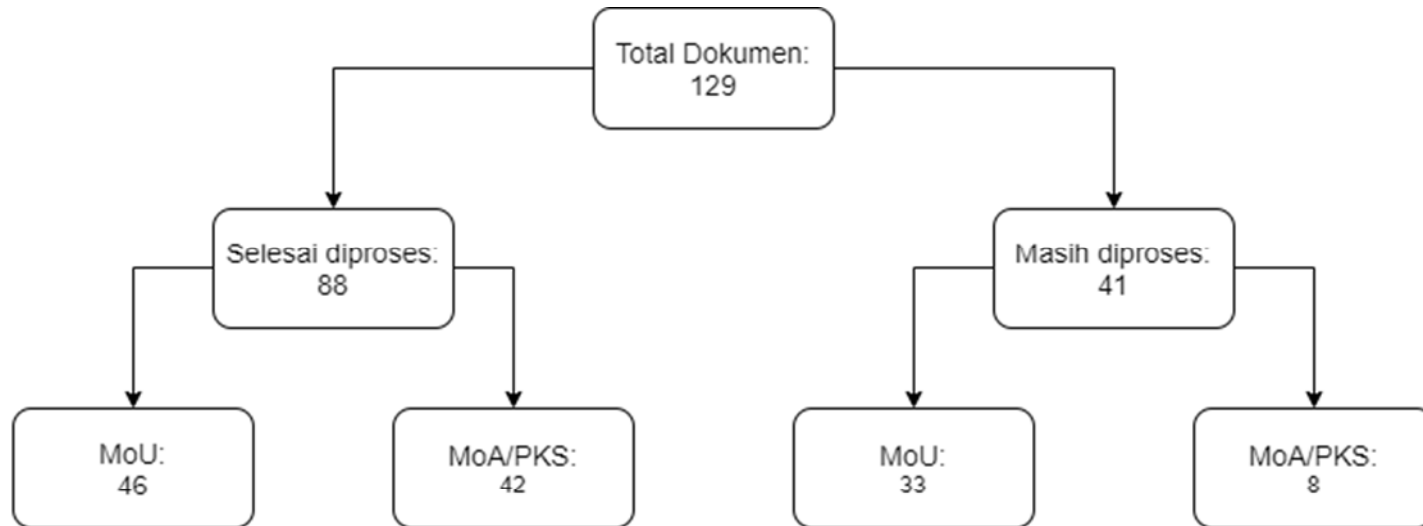 Total Dokumen:
129
Selesai diproses:
88
Masih diproses:
41
MoU:
46
MoA/PKS:
42
MoU:
33
MoA/PKS:
8